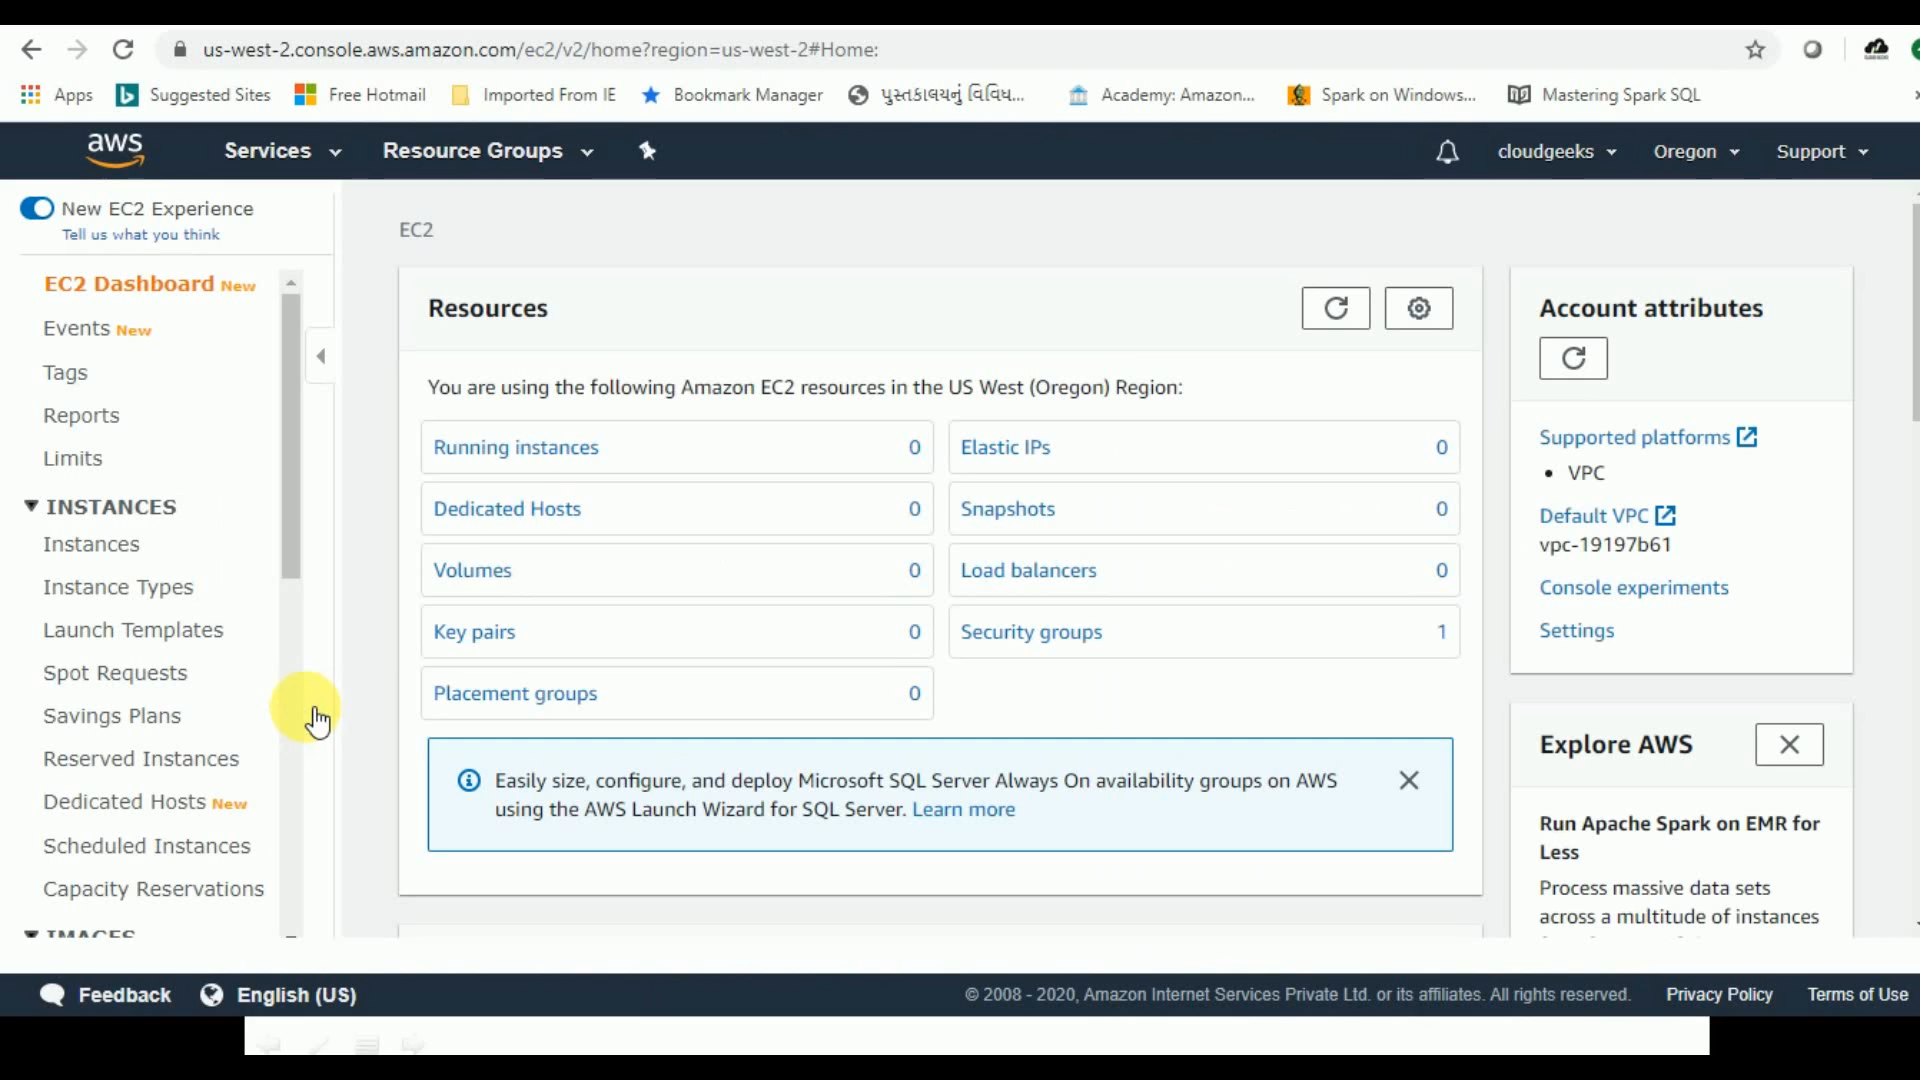 us-west-2.console.aws.amazon.com/ec2/v2/home?region=us-west-2#Home:
Apps Suggested Sites Free Hotmail Imported From IE Bookmark Manager પુસ્તકાલયનું વિવિધ... Academy: Amazon... Spark on Windows... Mastering Spark SQL
aws Services Resource Groups cloudgeeks Oregon Support
New EC2 Experience
Tell us what you think
EC2 Dashboard New
Events New
Tags
Reports
Limits
INSTANCES
Instances
Instance Types
Launch Templates
Spot Requests
Savings Plans
Reserved Instances
Dedicated Hosts New
Scheduled Instances
Capacity Reservations
IMAGES
EC2
Resources
You are using the following Amazon EC2 resources in the US West (Oregon) Region:
Running instances 0 Elastic IPs 0
Dedicated Hosts 0 Snapshots 0
Volumes 0 Load balancers 0
Key pairs 0 Security groups 1
Placement groups 0
Easily size, configure, and deploy Microsoft SQL Server Always On availability groups on AWS
using the AWS Launch Wizard for SQL Server. Learn more
Account attributes
Supported platforms
• VPC
Default VPC
vpc-19197b61
Console experiments
Settings
Explore AWS
Run Apache Spark on EMR for
Less
Process massive data sets
across a multitude of instances
Feedback English (US) © 2008 - 2020, Amazon Internet Services Private Ltd. or its affiliates. All rights reserved. Privacy Policy Terms of Use